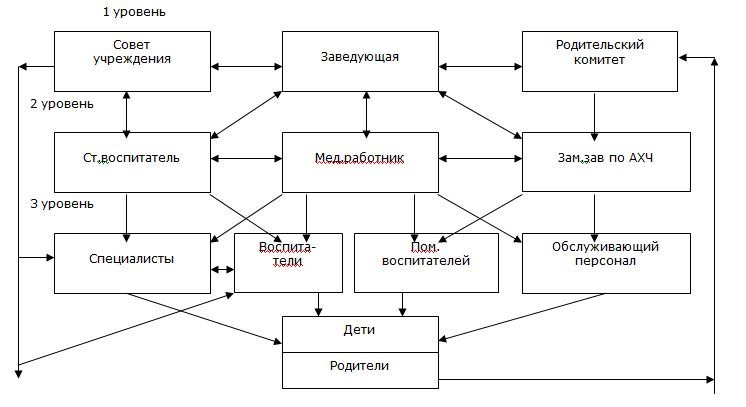 1 уровень
Совет
учреждения
Заведующая
Родительский
комитет
2 уровень
Ст.воспитатель
Мед.работник
Зам.зав по АХЧ
3 уровень
Специалисты
Воспита-
тели
Пом.
воспитателей
Обслуживающий
персонал
Дети
Родители